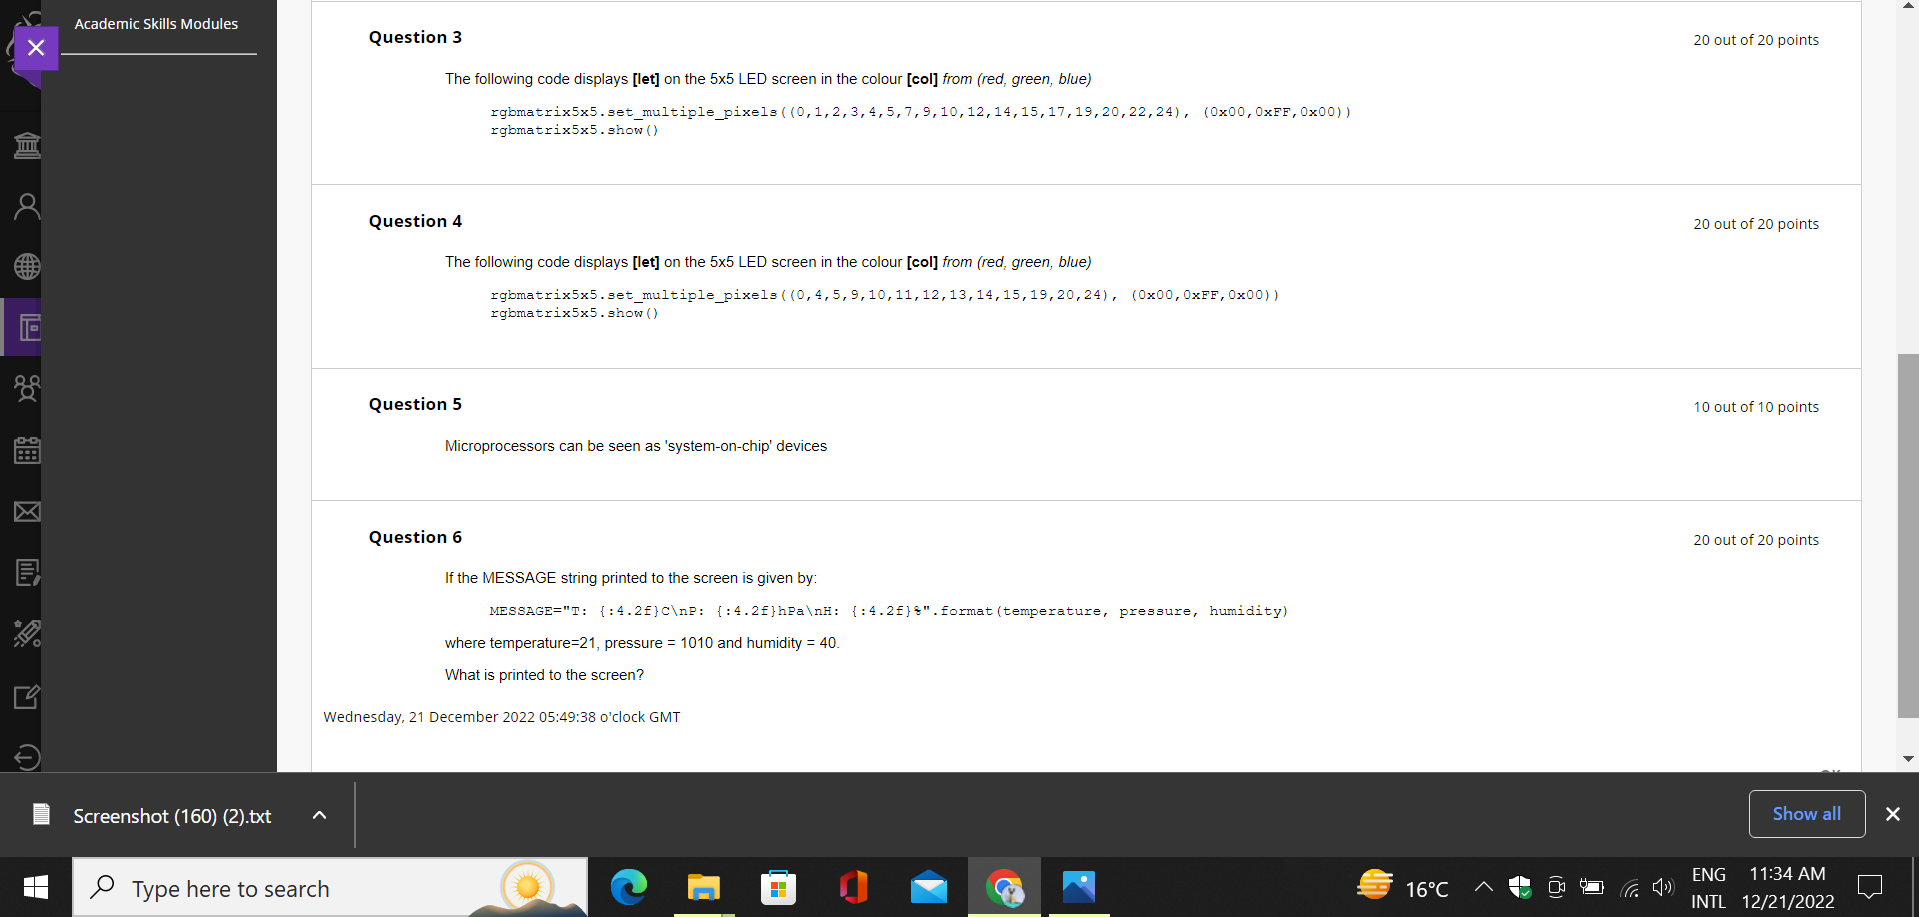 Academic Skills Modules
Question 3
20 out of 20 points
The following code displays [let] on the 5x5 LED screen in the colour [col] from (red, green, blue)
rgbmatrix5x5.set_multiple_pixels((0,1,2,3,4,5,7,9,10,12,14,15,17,19,20,22,24), (0x00,0xFF,0x00))
rgbmatrix5x5.show()
Question 4
20 out of 20 points
The following code displays [let] on the 5x5 LED screen in the colour [col] from (red, green, blue)
rgbmatrix5x5.set_multiple_pixels((0,4,5,9,10,11,12,13,14,15,19,20,24), (0x00,0xFF,0x00))
rgbmatrix5x5.show()
Question 5
10 out of 10 points
Microprocessors can be seen as 'system-on-chip' devices
Question 6
20 out of 20 points
If the MESSAGE string printed to the screen is given by:
MESSAGE="T: {:4.2f}C\nP: {:4.2f}hPa\nH: {:4.2f}%".format(temperature, pressure, humidity)
where temperature=21, pressure = 1010 and humidity = 40.
What is printed to the screen?
Wednesday, 21 December 2022 05:49:38 o'clock GMT
Screenshot (160) (2).txt
Show all
Type here to search
16°C
ENG
INTL
11:34 AM
12/21/2022